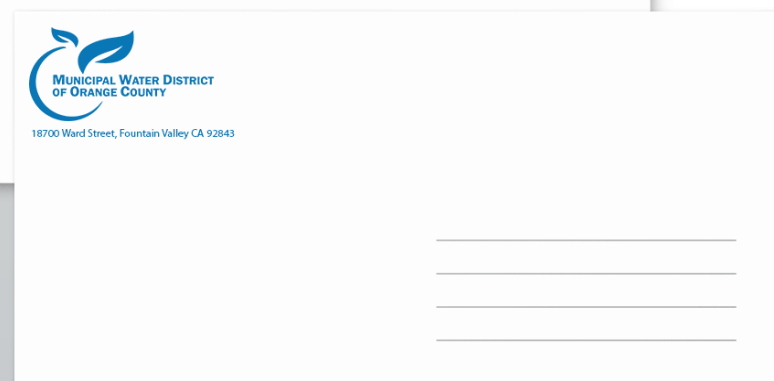 MUNICIPAL WATER DISTRICT
OF ORANGE COUNTY
18700 Ward Street, Fountain Valley CA 92843